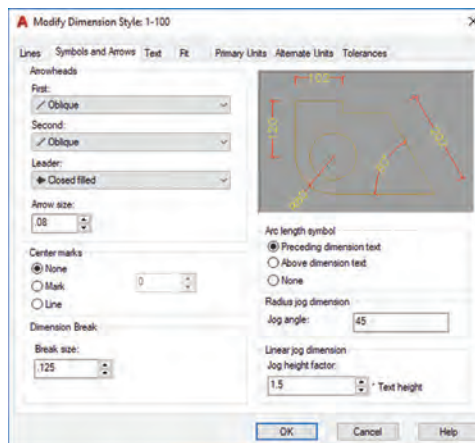 Modify Dimension Style: 1-100
Lines Symbols and Arrows Text Fit Primary Units Alternate Units Tolerances
Arrowheads
First:
Oblique
Second:
Oblique
Leader:
Closed filled
Arrow size:
.08
Center marks
None
Mark
Line
0
Dimension Break
Break size:
.125
Arc length symbol
Preceding dimension text
Above dimension text
None
Radius jog dimension
Jog angle:
45
Linear jog dimension
Jog height factor:
1.5
* Text height
OK Cancel Help